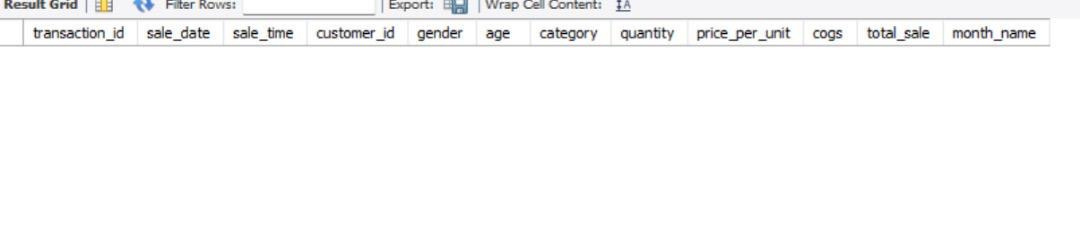 Result Grid | Filter Rows: | Export: | Wrap Cell Content: IA
transaction_id sale_date sale_time customer_id gender age category quantity price_per_unit cogs total_sale month_name